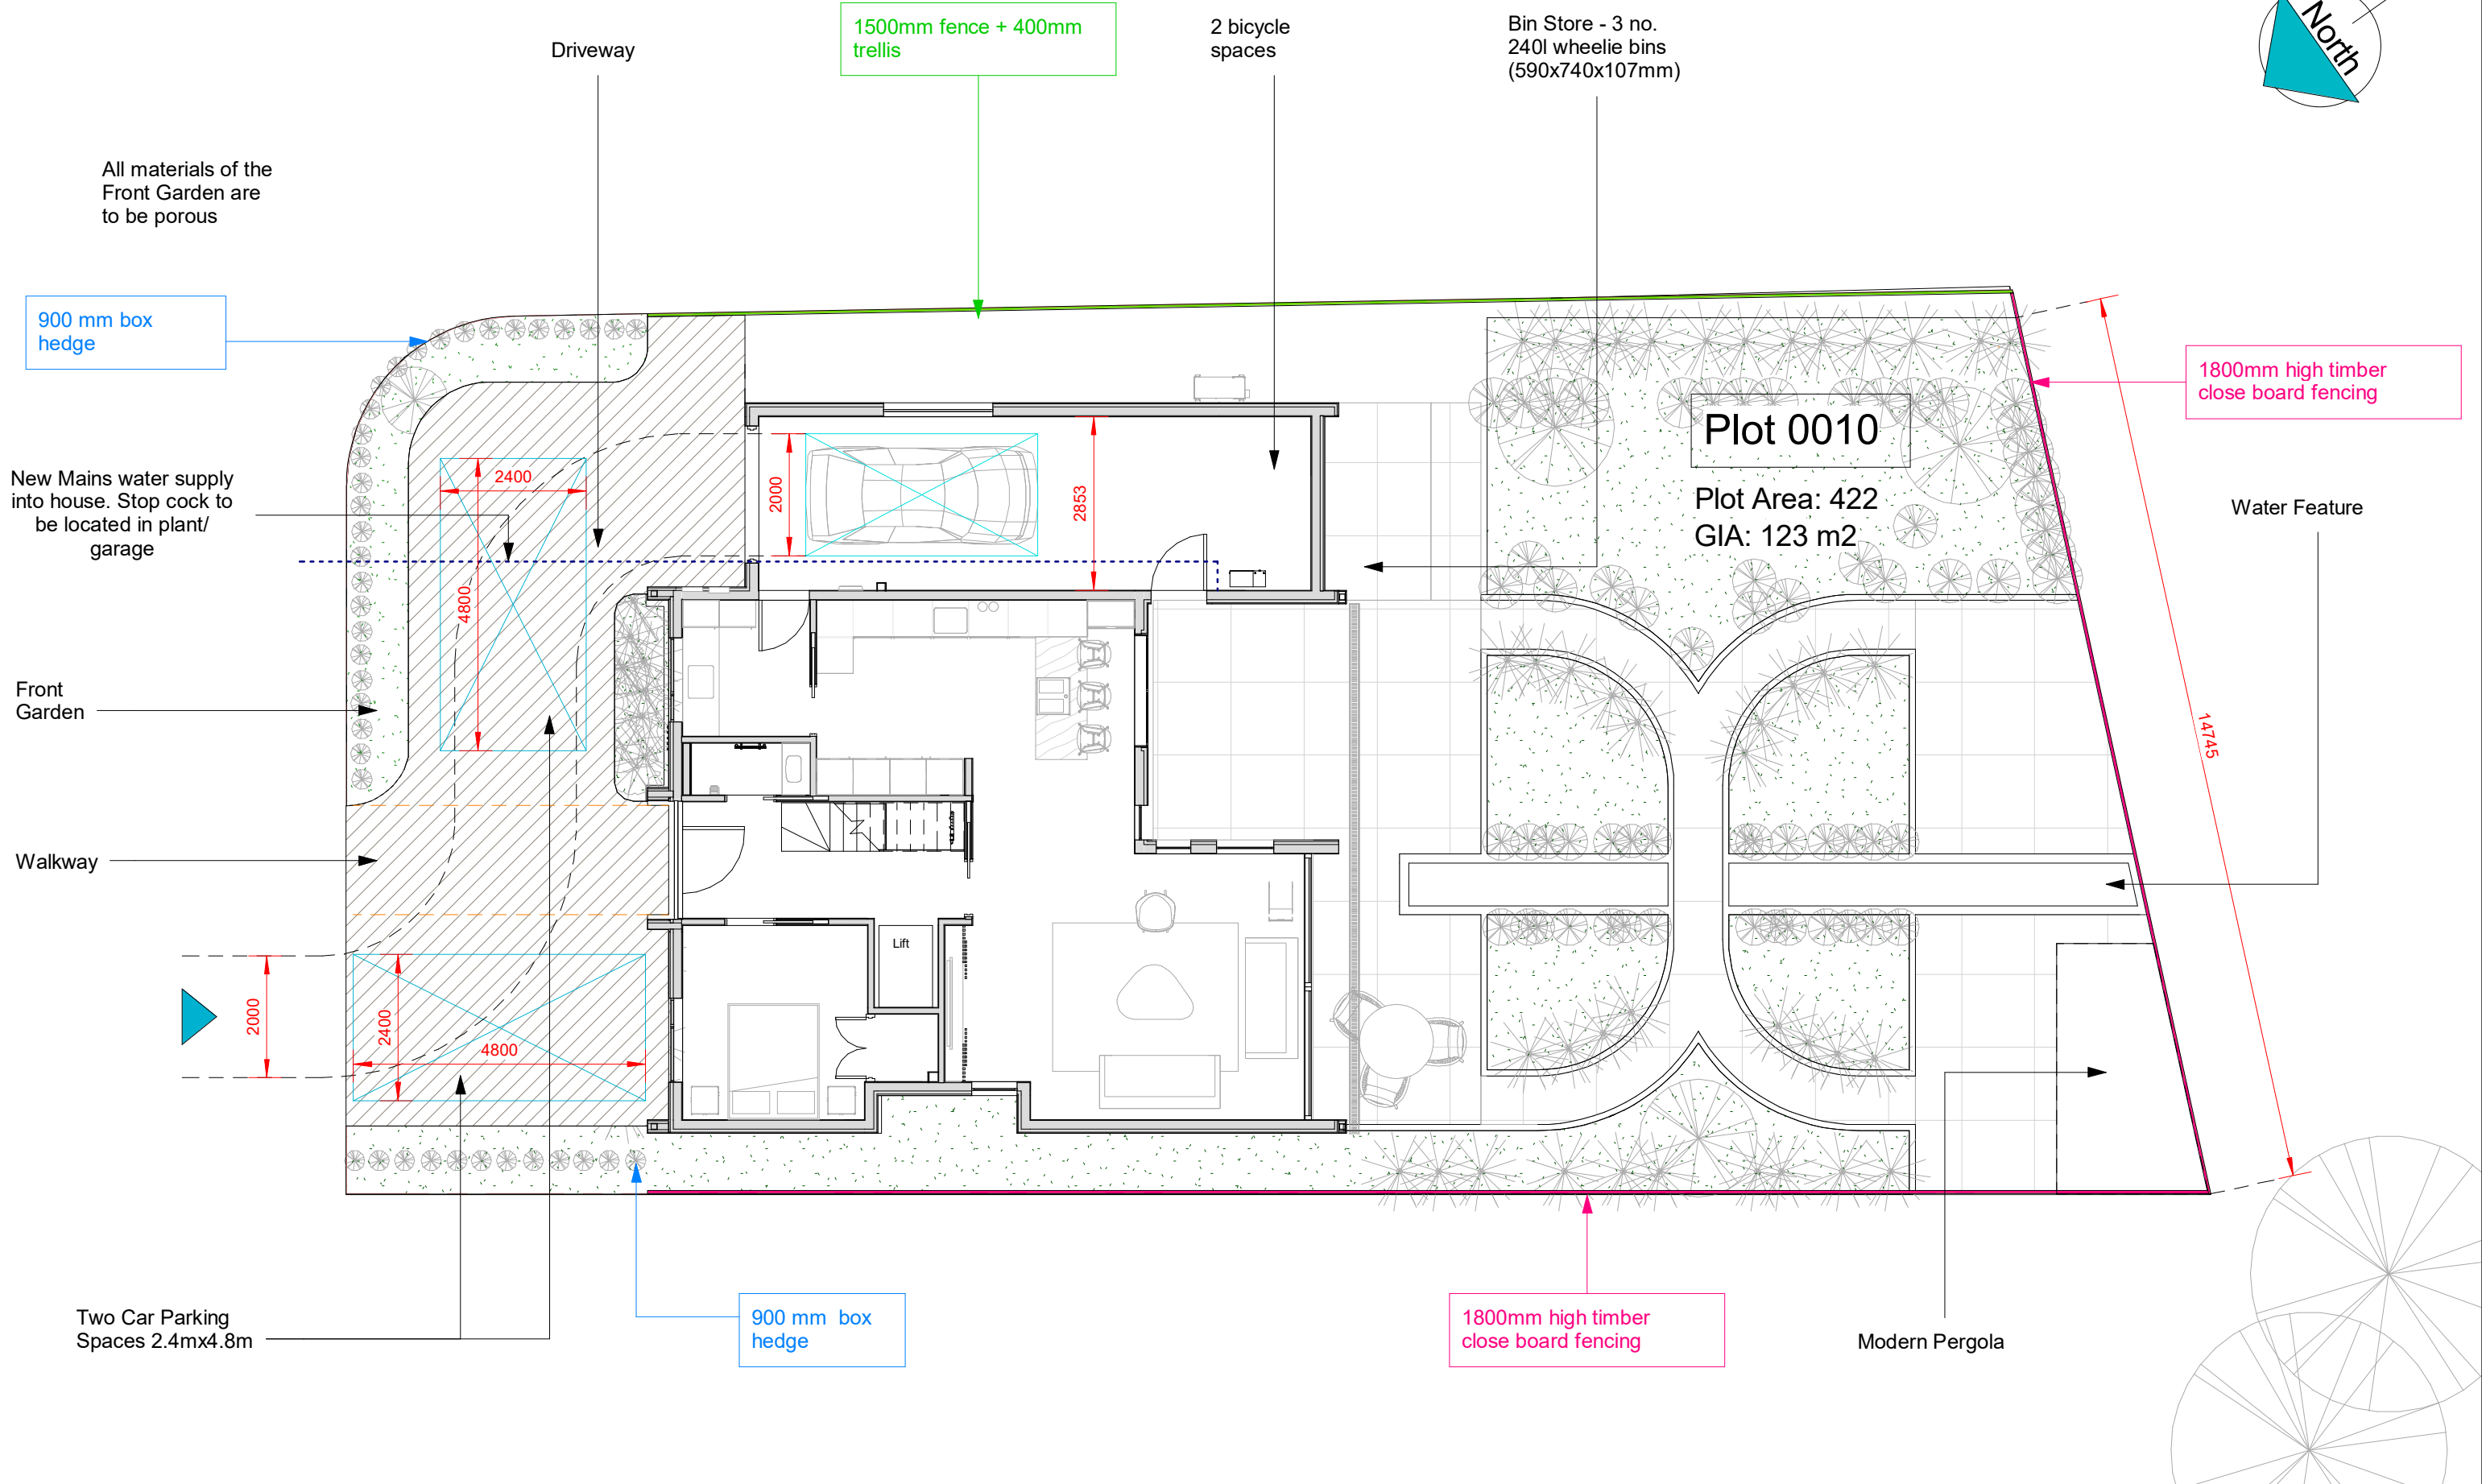 Driveway
1500mm fence + 400mm
trellis
2 bicycle
spaces
Bin Store - 3 no.
240l wheelie bins
(590x740x107mm)
North
All materials of the
Front Garden are
to be porous
900 mm box
hedge
1800mm high timber
close board fencing
Plot 0010
Plot Area: 422
GIA: 123 m2
New Mains water supply
into house. Stop cock to
be located in plant/
garage
2400
4800
2000
2853
Water Feature
Front
Garden
14745
Walkway
Lift
2000
2400
4800
Two Car Parking
Spaces 2.4mx4.8m
900 mm  box
hedge
1800mm high timber
close board fencing
Modern Pergola